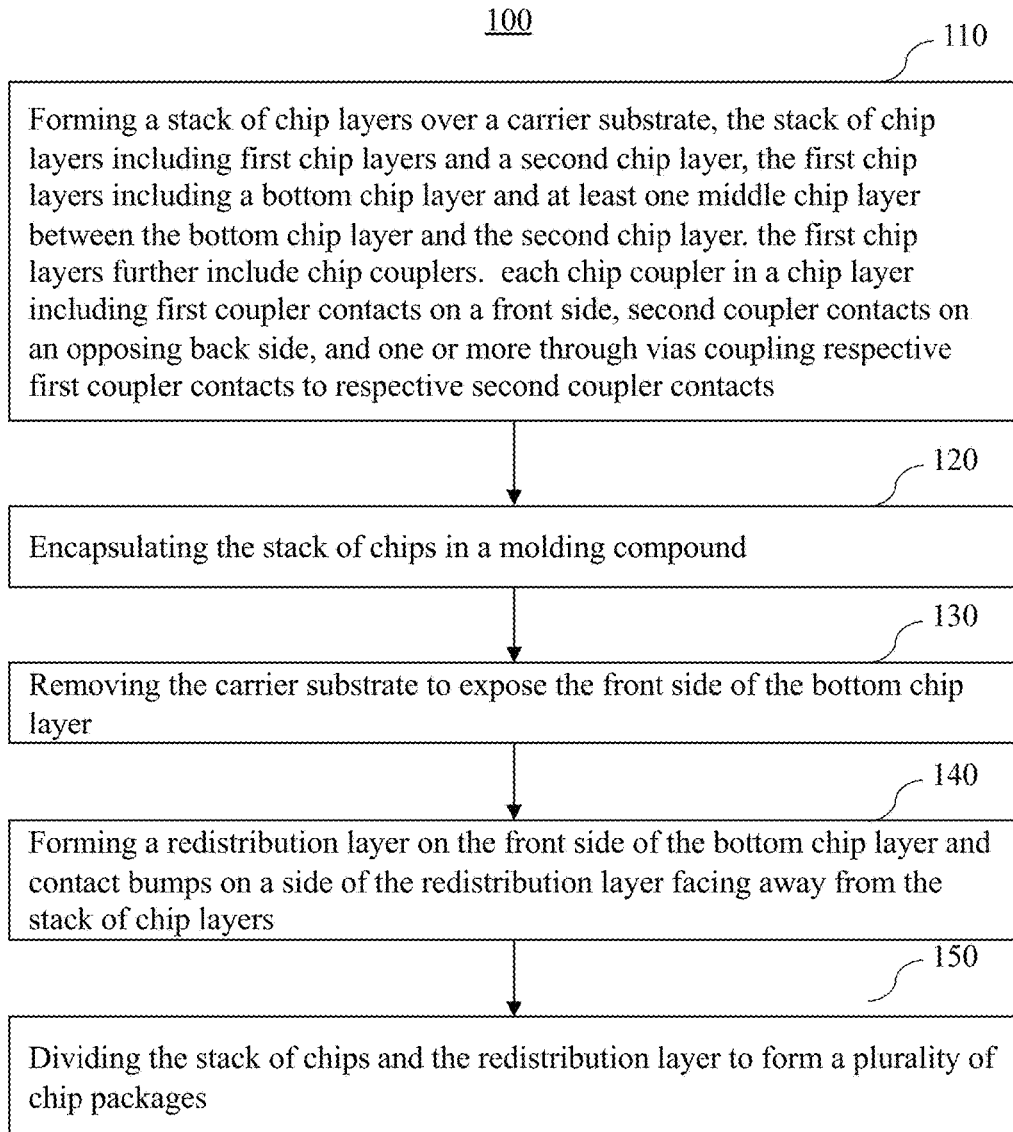 100
110
Forming a stack of chip layers over a carrier substrate, the stack of chip
layers including first chip layers and a second chip layer, the first chip
layers including a bottom chip layer and at least one middle chip layer
between the bottom chip layer and the second chip layer. the first chip
layers further include chip couplers.  each chip coupler in a chip layer
including first coupler contacts on a front side, second coupler contacts on
an opposing back side, and one or more through vias coupling respective
first coupler contacts to respective second coupler contacts
120
Encapsulating the stack of chips in a molding compound
130
Removing the carrier substrate to expose the front side of the bottom chip
layer
140
Forming a redistribution layer on the front side of the bottom chip layer and
contact bumps on a side of the redistribution layer facing away from the
stack of chip layers
150
Dividing the stack of chips and the redistribution layer to form a plurality of
chip packages